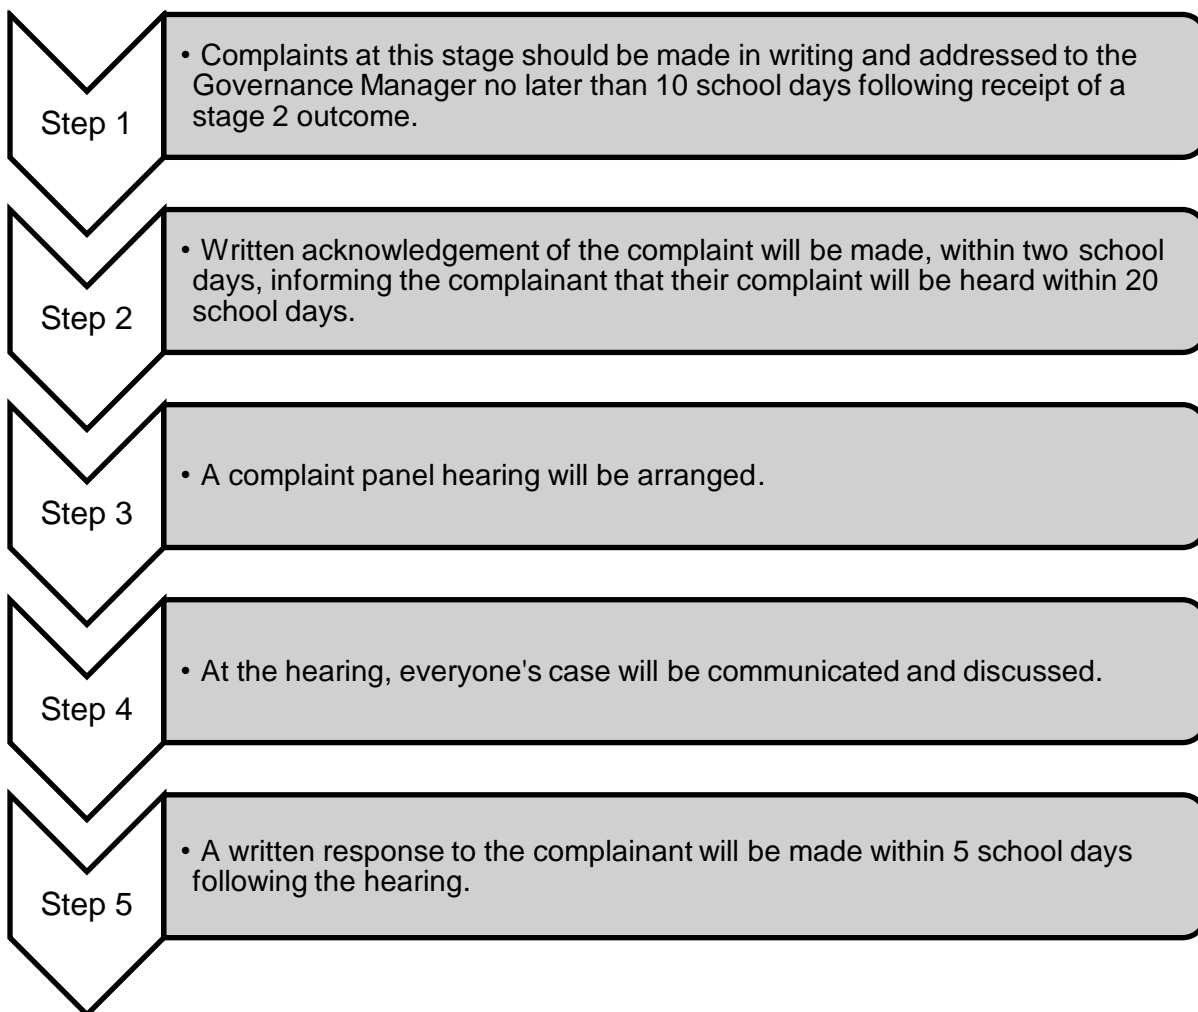 Step 1
• Complaints at this stage should be made in writing and addressed to the
Governance Manager no later than 10 school days following receipt of a
stage 2 outcome.
Step 2
• Written acknowledgement of the complaint will be made, within two school
days, informing the complainant that their complaint will be heard within 20
school days.
Step 3
• A complaint panel hearing will be arranged.
Step 4
• At the hearing, everyone's case will be communicated and discussed.
Step 5
• A written response to the complainant will be made within 5 school days
following the hearing.